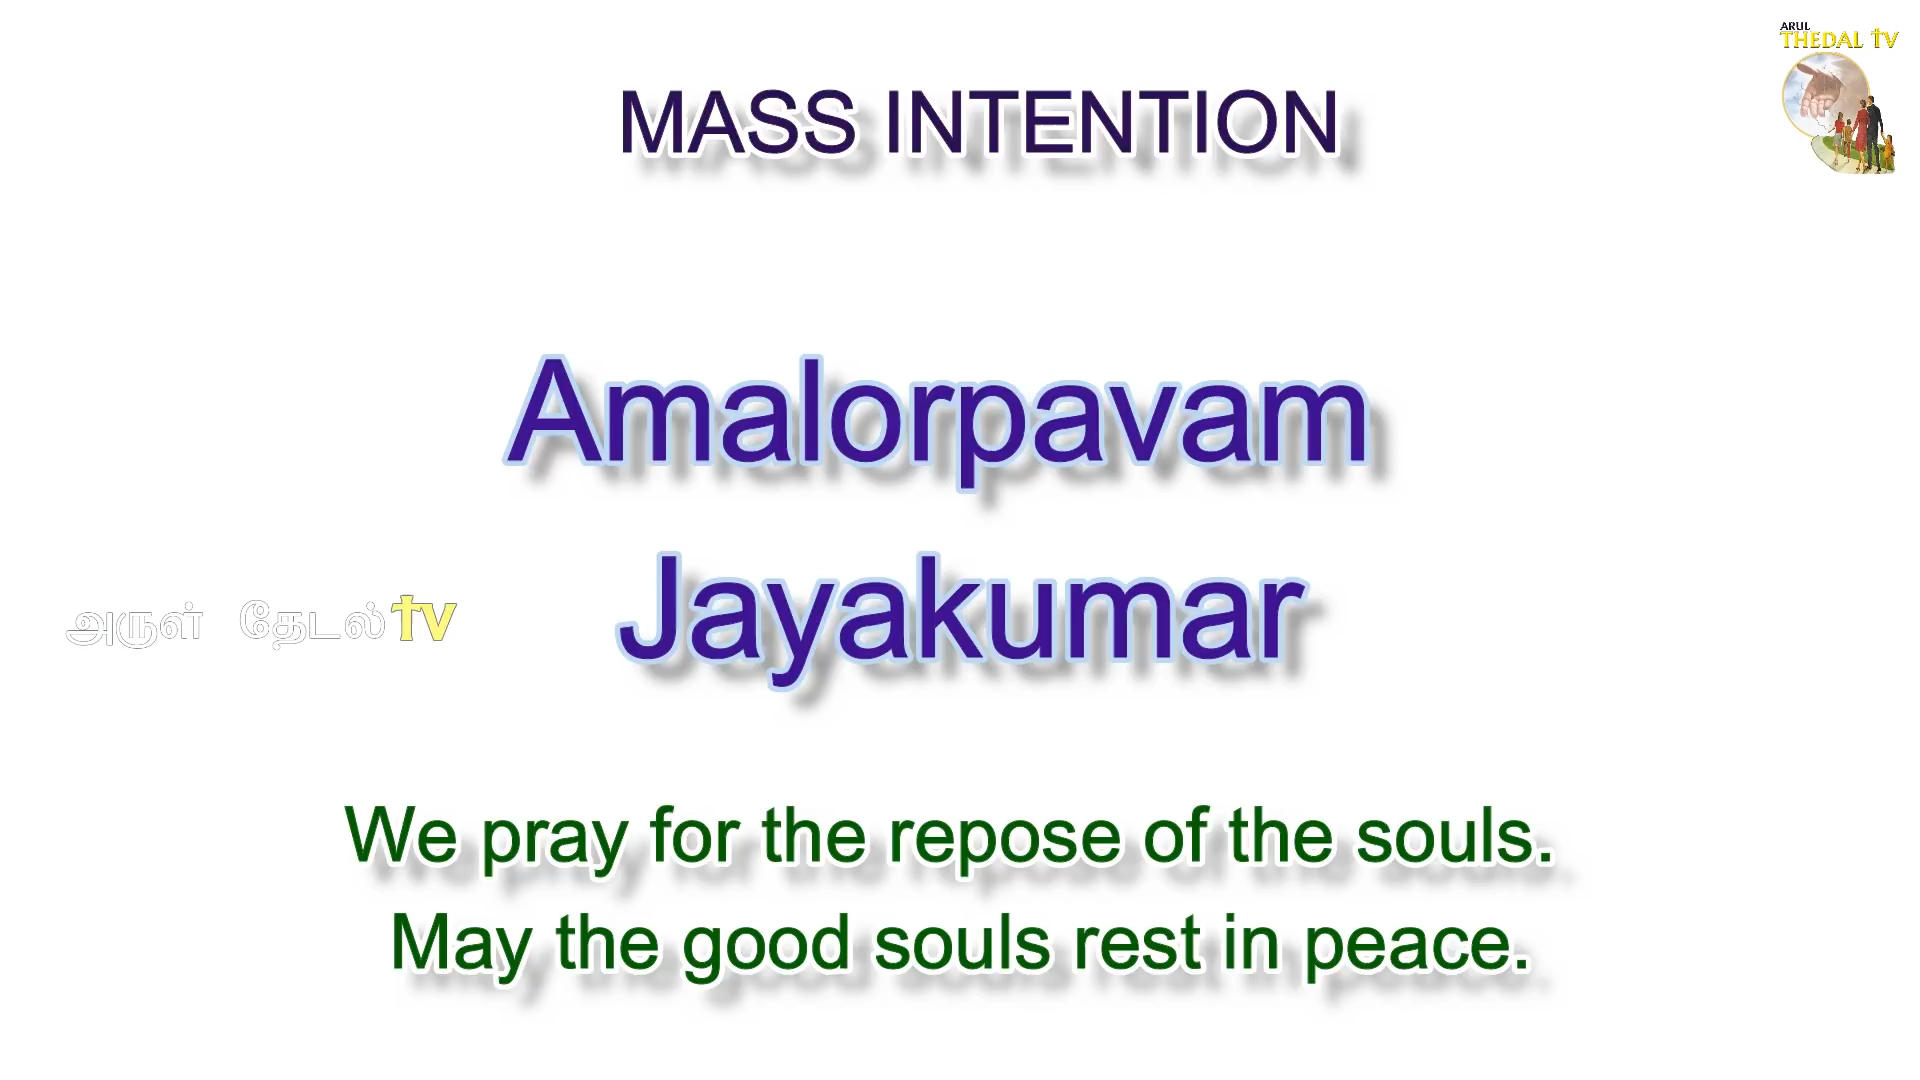 ARUL
THEDAL TV
MASS INTENTION
Amalorpavam
Jayakumar
அருள் தேடல் TV
We pray for the repose of the souls.
May the good souls rest in peace.